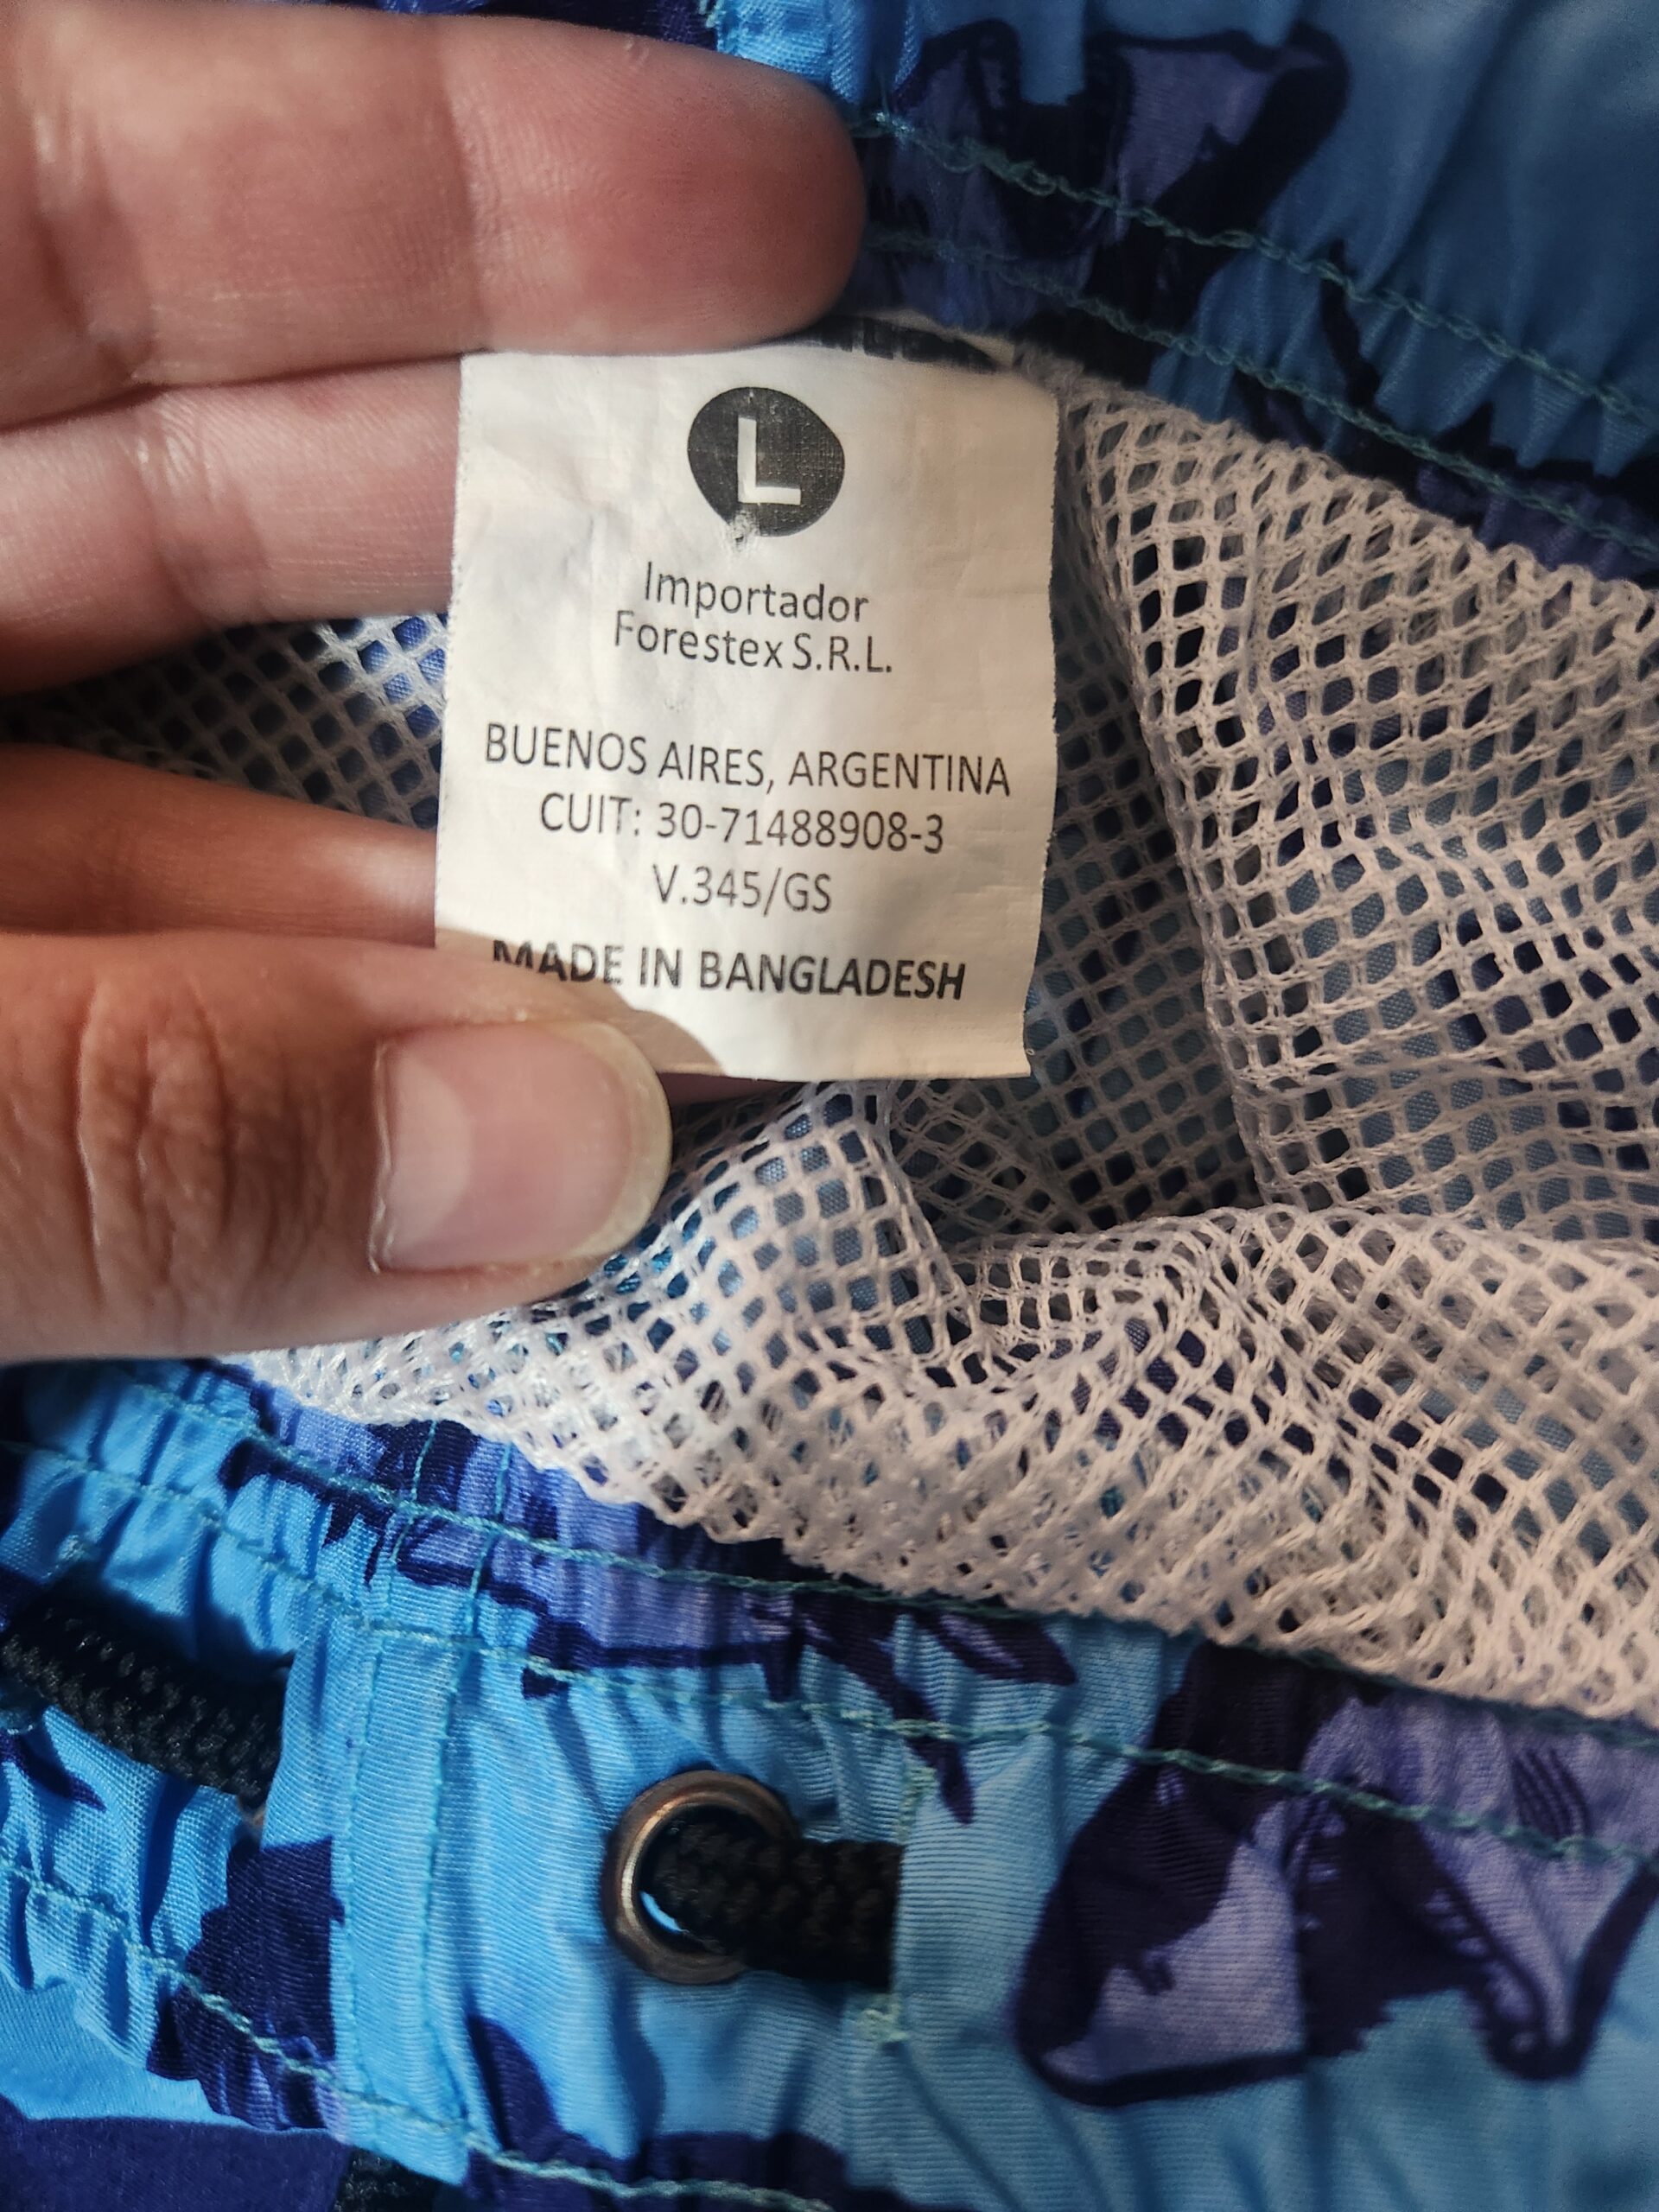 L
Importador
Forestex S.R.L.
BUENOS AIRES, ARGENTINA
CUIT: 30-71488908-3
V.345/GS
MADE IN BANGLADESH